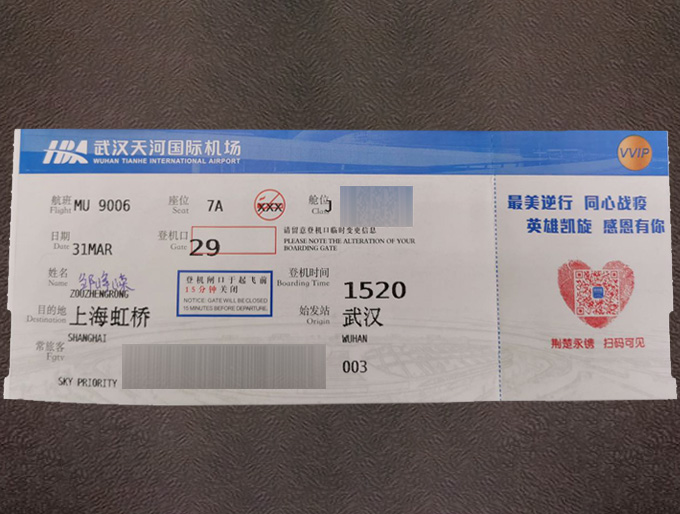 HBA 武汉天河国际机场
WUHAN TIANHE INTERNATIONAL AIRPORT
VVIP
航班 Flight MU 9006 座位 Seat 7A XXX 舱位 Class J
日期 Date 31MAR 登机口 Gate 29
请留意登机口临时变更信息
PLEASE NOTE THE ALTERATION OF YOUR
BOARDING GATE
姓名 Name
ZOUZHENGRONG
登机闸口于起飞前
15分钟关闭
NOTICE: GATE WILL BE CLOSED
15 MINUTES BEFORE DEPARTURE.
登机时间 Boarding Time 1520
目的地 Destination 上海虹桥
SHANGHAI
始发站 Origin 武汉
WUHAN
常旅客 Fqtv
003
SKY PRIORITY
最美逆行 同心战疫
英雄凯旋 感恩有你
荆楚永镌 扫码可见